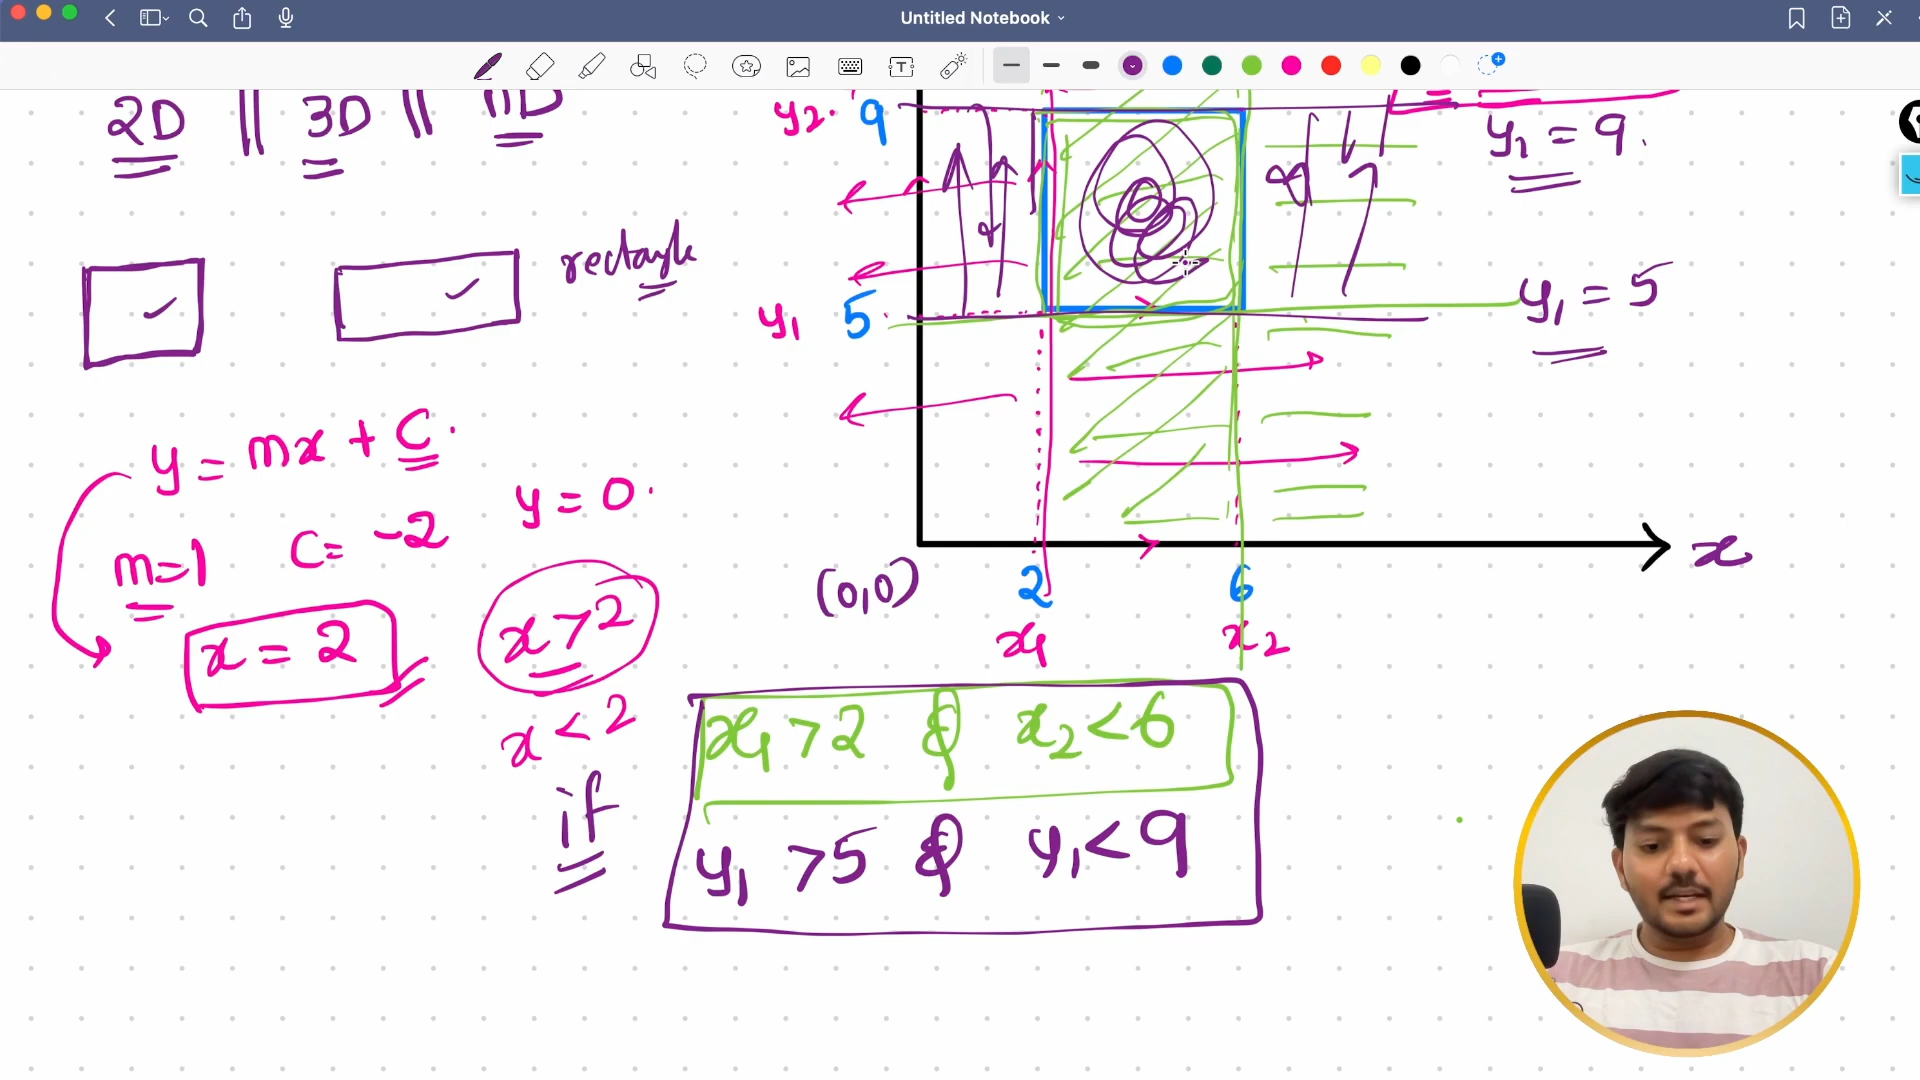 Untitled Notebook
2D || 3D || nD
y2. 9
y1 = 9.
rectangle
y1 5
y1 = 5
y = mx + c.
y = 0.
m=1 c= -2
x = 2
x > 2
x < 2
(0,0) 2 6 x
x1 x2
if
x1 > 2 & x2 < 6
y1 > 5 & y1 < 9